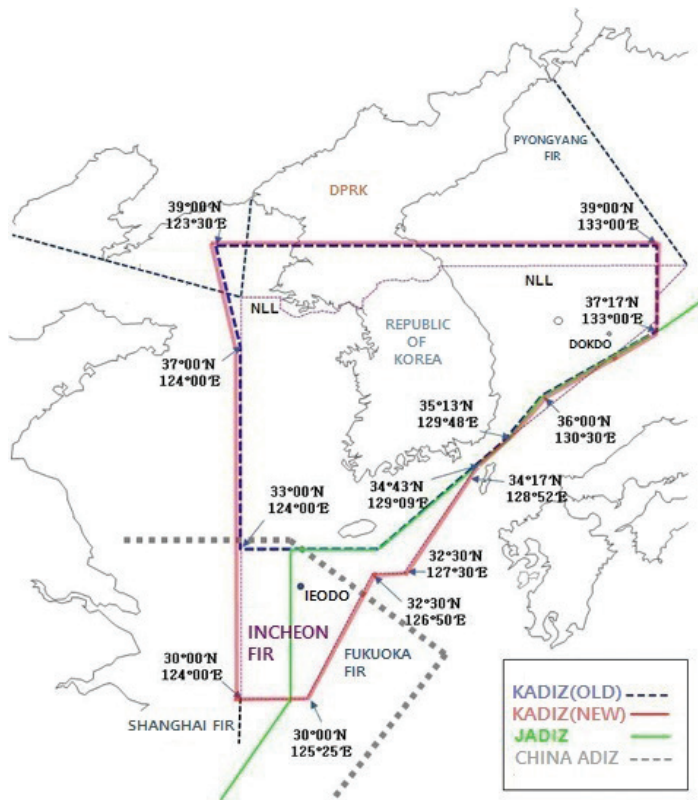 PYONGYANG
FIR
DPRK
39°00′N
123°30′E
39°00′N
133°00′E
NLL
NLL
37°17′N
133°00′E
REPUBLIC
OF
KOREA
DOKDO
37°00′N
124°00′E
35°13′N
129°48′E
36°00′N
130°30′E
34°43′N
129°09′E
34°17′N
128°52′E
33°00′N
124°00′E
32°30′N
127°30′E
IEODO
32°30′N
126°50′E
INCHEON
FIR
FUKUOKA
FIR
30°00′N
124°00′E
SHANGHAI FIR
30°00′N
125°25′E
KADIZ(OLD)
KADIZ(NEW)
JADIZ
CHINA ADIZ